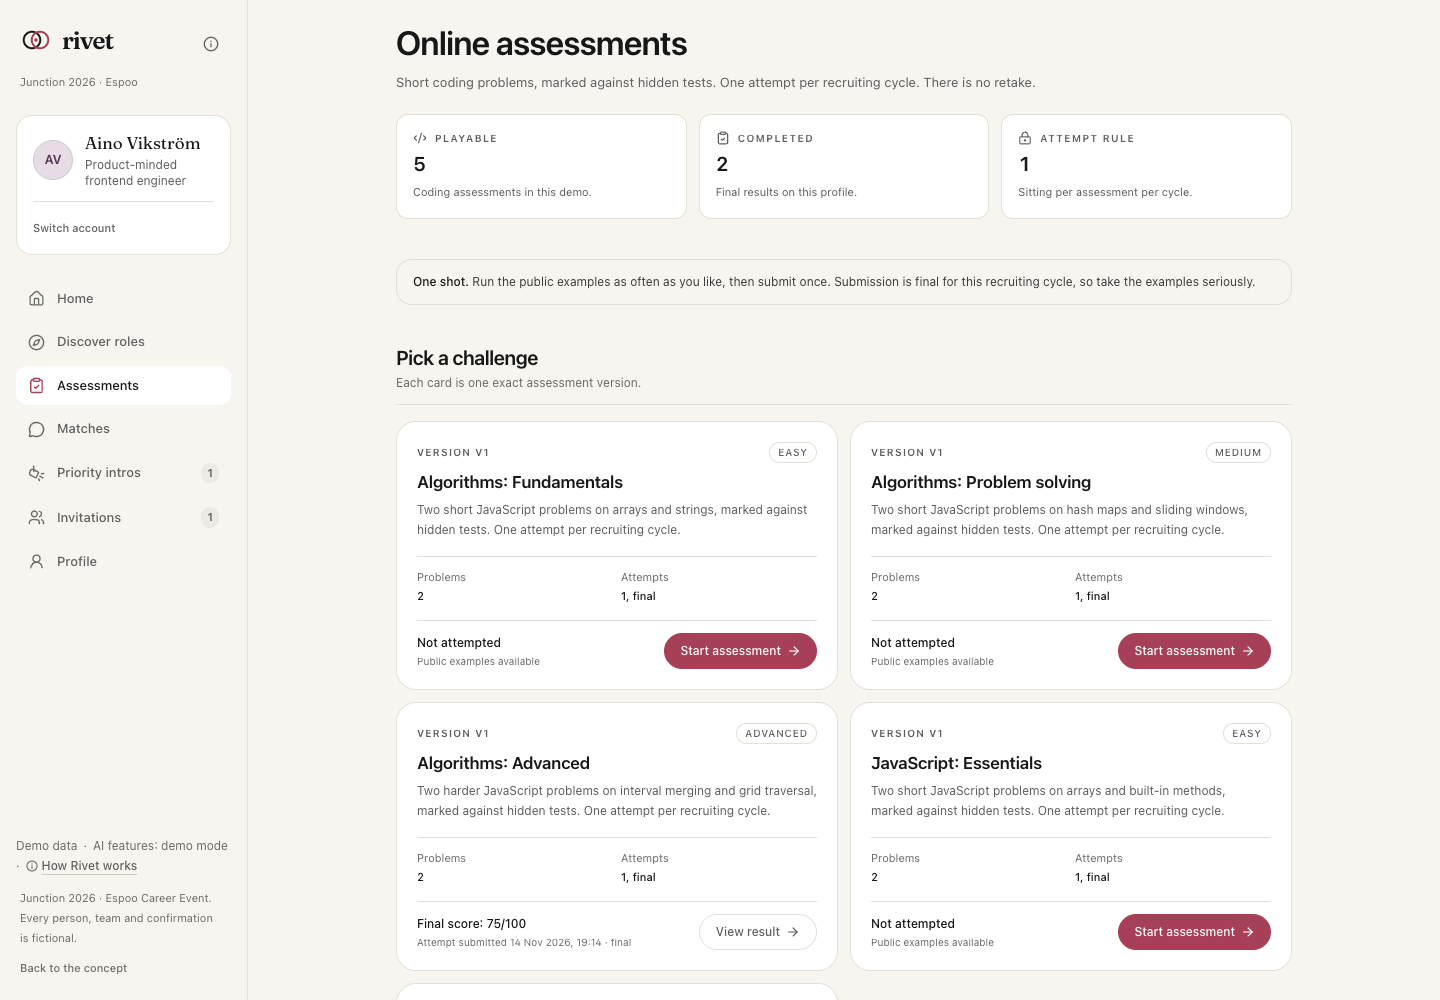 rivet
Junction 2026 · Espoo
AV
Aino Vikström
Product-minded
frontend engineer
Switch account
Home
Discover roles
Assessments
Matches
Priority intros 1
Invitations 1
Profile
Demo data · AI features: demo mode
· How Rivet works
Junction 2026 · Espoo Career Event.
Every person, team and confirmation
is fictional.
Back to the concept
Online assessments
Short coding problems, marked against hidden tests. One attempt per recruiting cycle. There is no retake.
PLAYABLE
5
Coding assessments in this demo.
COMPLETED
2
Final results on this profile.
ATTEMPT RULE
1
Sitting per assessment per cycle.
One shot. Run the public examples as often as you like, then submit once. Submission is final for this recruiting cycle, so take the examples seriously.
Pick a challenge
Each card is one exact assessment version.
VERSION V1 EASY
Algorithms: Fundamentals
Two short JavaScript problems on arrays and strings, marked against
hidden tests. One attempt per recruiting cycle.
Problems Attempts
2 1, final
Not attempted
Public examples available
Start assessment
VERSION V1 MEDIUM
Algorithms: Problem solving
Two short JavaScript problems on hash maps and sliding windows,
marked against hidden tests. One attempt per recruiting cycle.
Problems Attempts
2 1, final
Not attempted
Public examples available
Start assessment
VERSION V1 ADVANCED
Algorithms: Advanced
Two harder JavaScript problems on interval merging and grid traversal,
marked against hidden tests. One attempt per recruiting cycle.
Problems Attempts
2 1, final
Final score: 75/100
Attempt submitted 14 Nov 2026, 19:14 · final
View result
VERSION V1 EASY
JavaScript: Essentials
Two short JavaScript problems on arrays and built-in methods,
marked against hidden tests. One attempt per recruiting cycle.
Problems Attempts
2 1, final
Not attempted
Public examples available
Start assessment